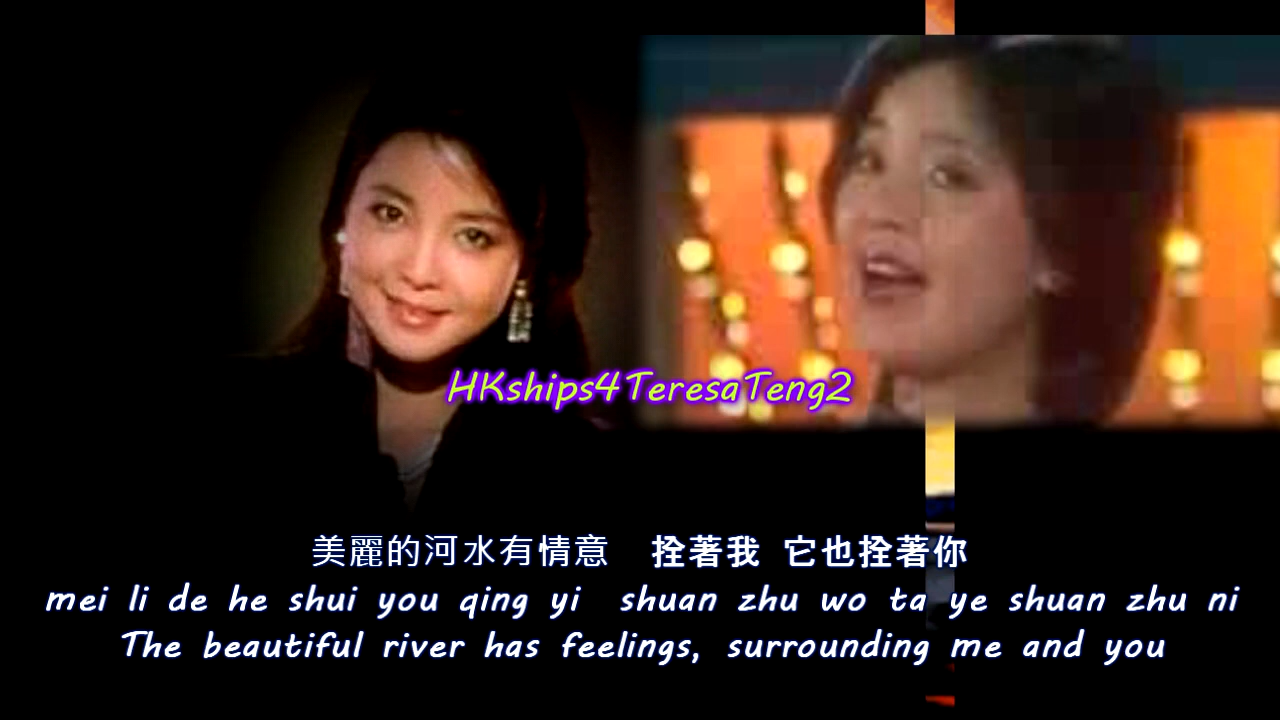 HKships4TeresaTeng2
美麗的河水有情意 拴著我 它也拴著你
mei li de he shui you qing yi shuan zhu wo ta ye shuan zhu ni
The beautiful river has feelings, surrounding me and you